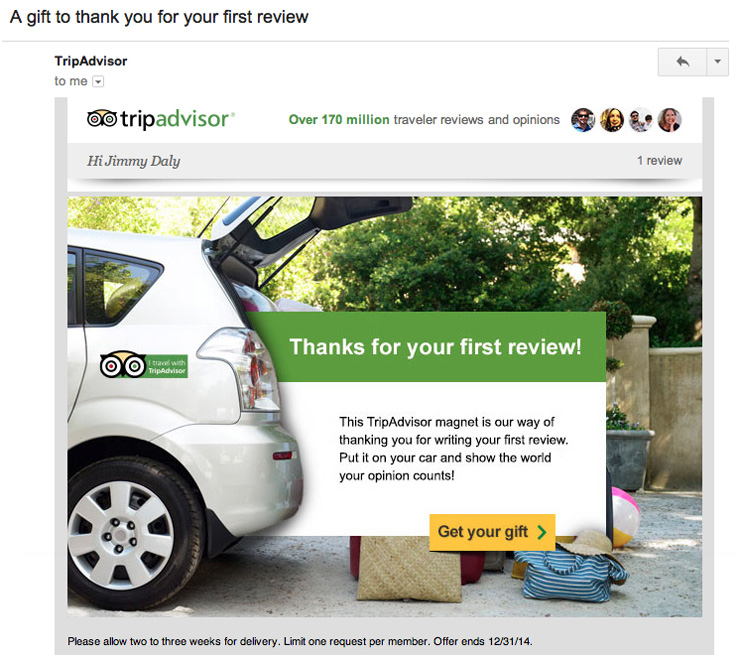 A gift to thank you for your first review
TripAdvisor
to me
tripadvisor®
Over 170 million traveler reviews and opinions
Hi Jimmy Daly
1 review
I travel with
TripAdvisor
Thanks for your first review!
This TripAdvisor magnet is our way of
thanking you for writing your first review.
Put it on your car and show the world
your opinion counts!
Get your gift
Please allow two to three weeks for delivery. Limit one request per member. Offer ends 12/31/14.